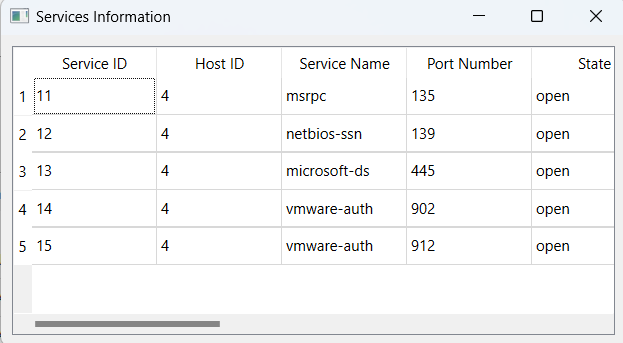 Services Information
Service ID Host ID Service Name Port Number State
1 11 4 msrpc 135 open
2 12 4 netbios-ssn 139 open
3 13 4 microsoft-ds 445 open
4 14 4 vmware-auth 902 open
5 15 4 vmware-auth 912 open